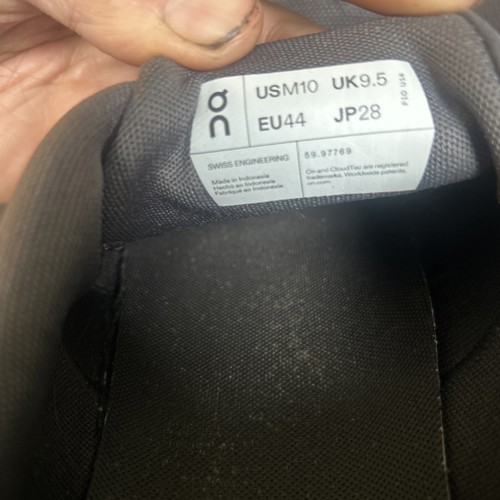 on
USM10 UK9.5
EU44 JP28
SWISS ENGINEERING
Made in Indonesia
Hecho en Indonesia
Fabriqué en Indonesie
59.97769
On and CloudTec are registered
trademarks. Worldwide patents.
on.com